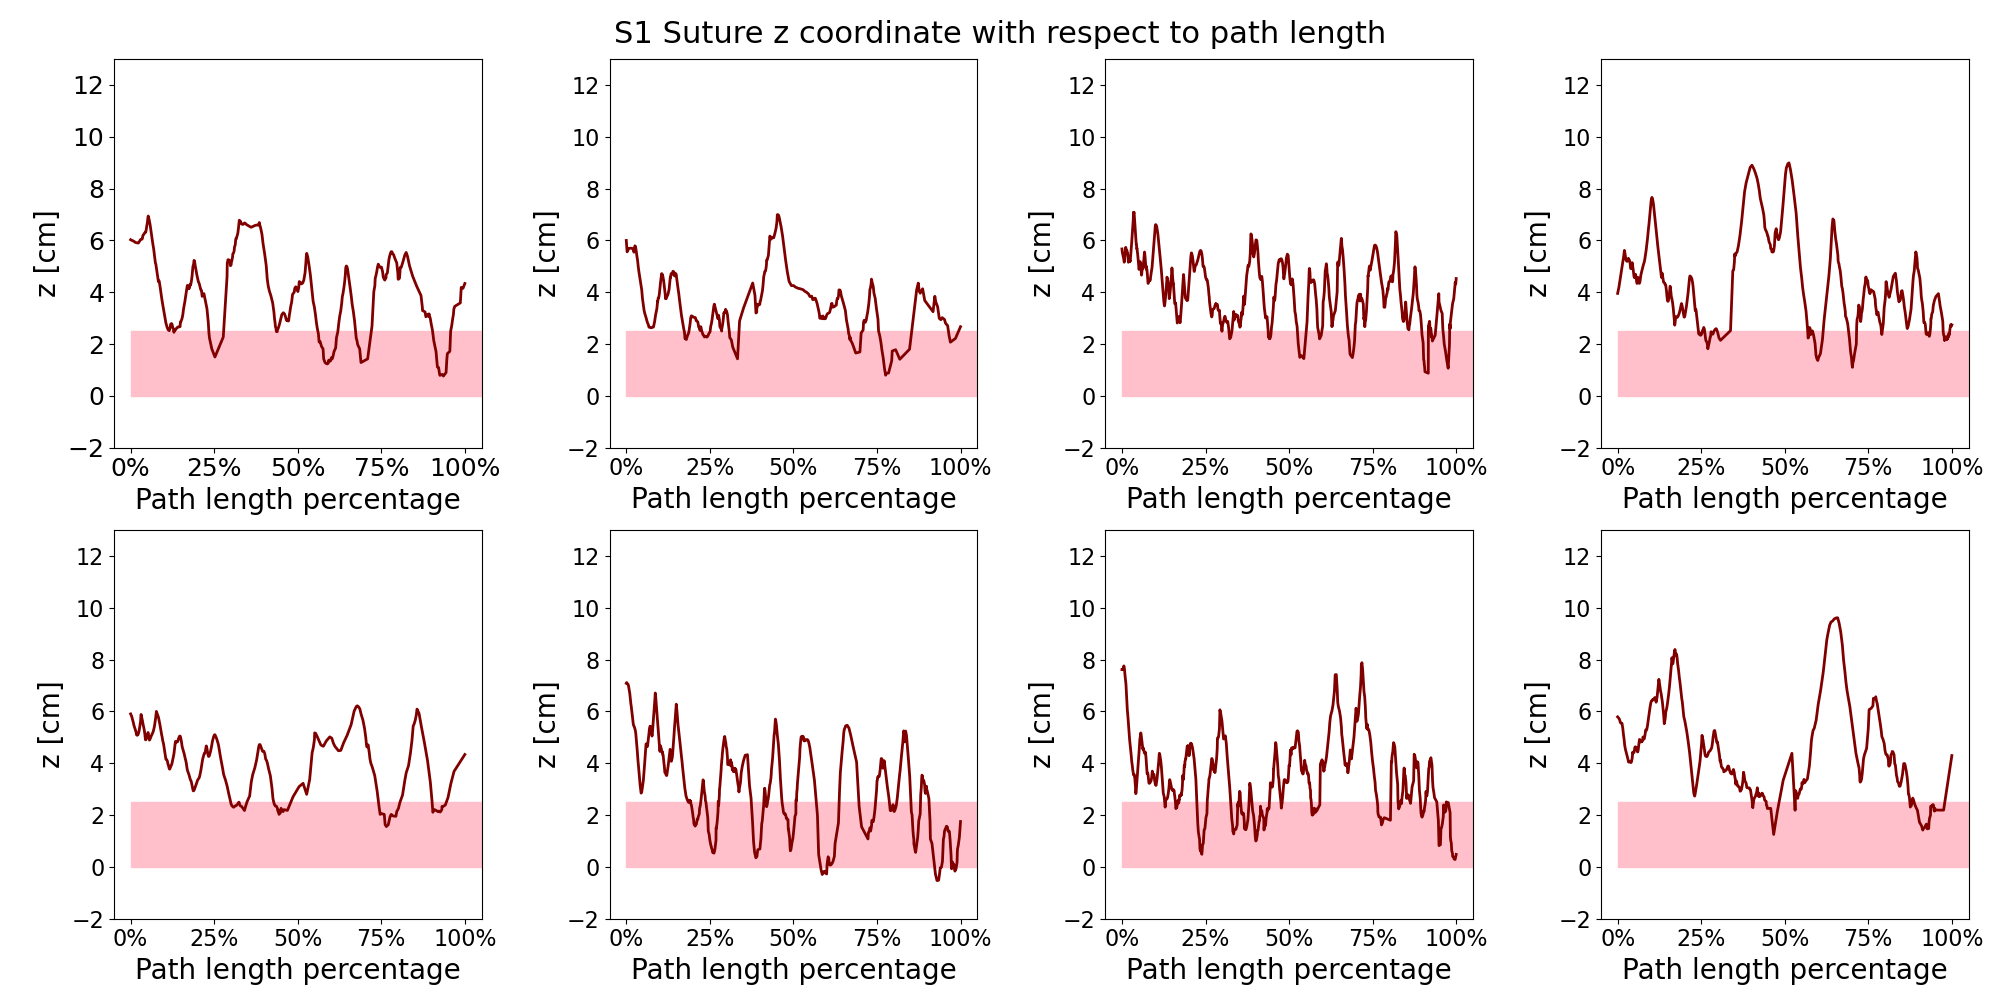 S1 Suture z coordinate with respect to path length
12 12 12 12
10 10 10 10
8 8 8 8
6 6 6 6
4 4 4 4
2 2 2 2
0 0 0 0
−2 −2 −2 −2
z [cm] z [cm] z [cm] z [cm]
0% 25% 50% 75% 100% 0% 25% 50% 75% 100% 0% 25% 50% 75% 100% 0% 25% 50% 75% 100%
Path length percentage Path length percentage Path length percentage Path length percentage
12 12 12 12
10 10 10 10
8 8 8 8
6 6 6 6
4 4 4 4
2 2 2 2
0 0 0 0
−2 −2 −2 −2
z [cm] z [cm] z [cm] z [cm]
0% 25% 50% 75% 100% 0% 25% 50% 75% 100% 0% 25% 50% 75% 100% 0% 25% 50% 75% 100%
Path length percentage Path length percentage Path length percentage Path length percentage